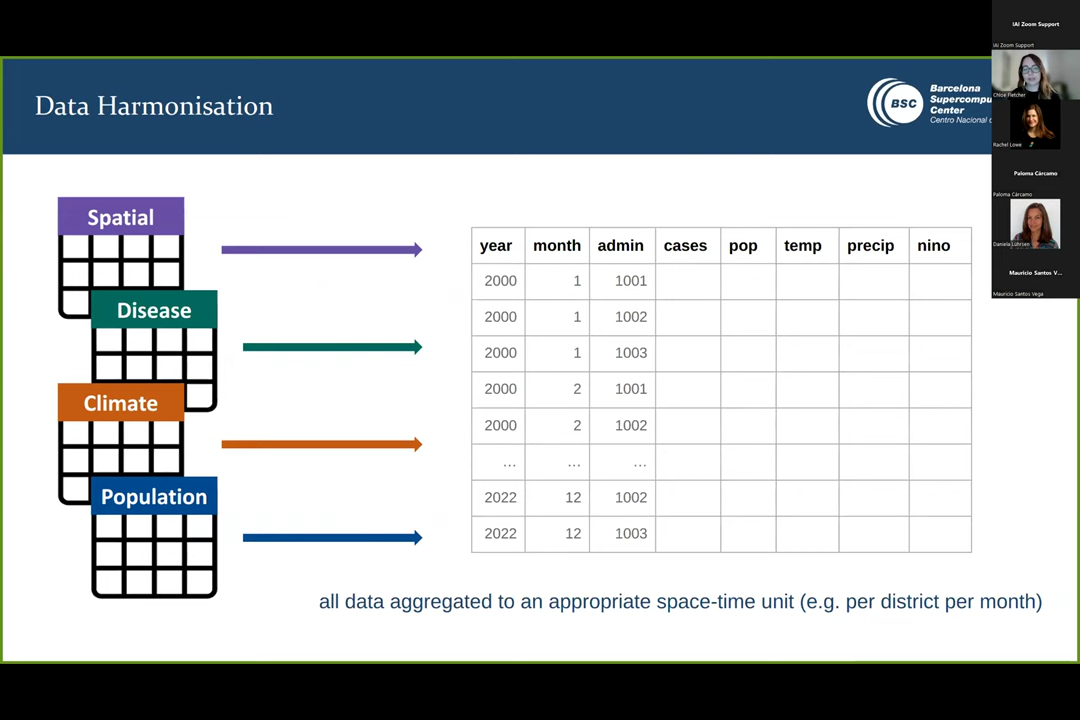 IAI Zoom Support
IAI Zoom Support
Chloe Fletcher
Rachel Lowe
Paloma Cárcamo
Paloma Cárcamo
Daniela Lührsen
Mauricio Santos V...
Mauricio Santos Vega
Data Harmonisation
BSC
Barcelona
Supercompu
Center
Centro Nacional d
Spatial
Disease
Climate
Population
year month admin cases pop temp precip nino
2000 1 1001
2000 1 1002
2000 1 1003
2000 2 1001
2000 2 1002
... ... ...
2022 12 1002
2022 12 1003
all data aggregated to an appropriate space-time unit (e.g. per district per month)